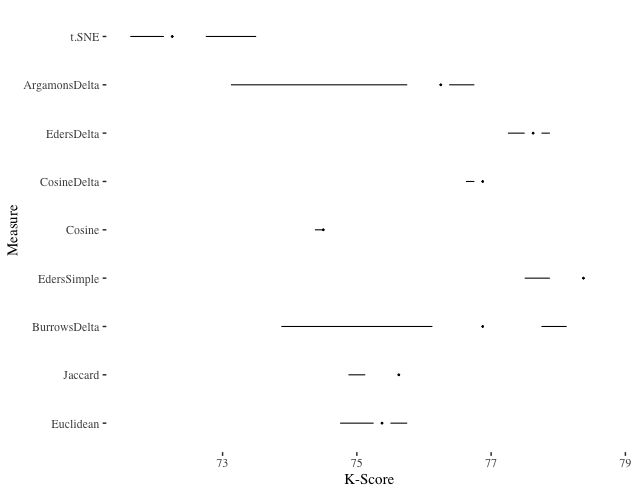 t.SNE
ArgamonsDelta
EdersDelta
CosineDelta
Cosine
EdersSimple
BurrowsDelta
Jaccard
Euclidean
Measure
73 75 77 79
K-Score